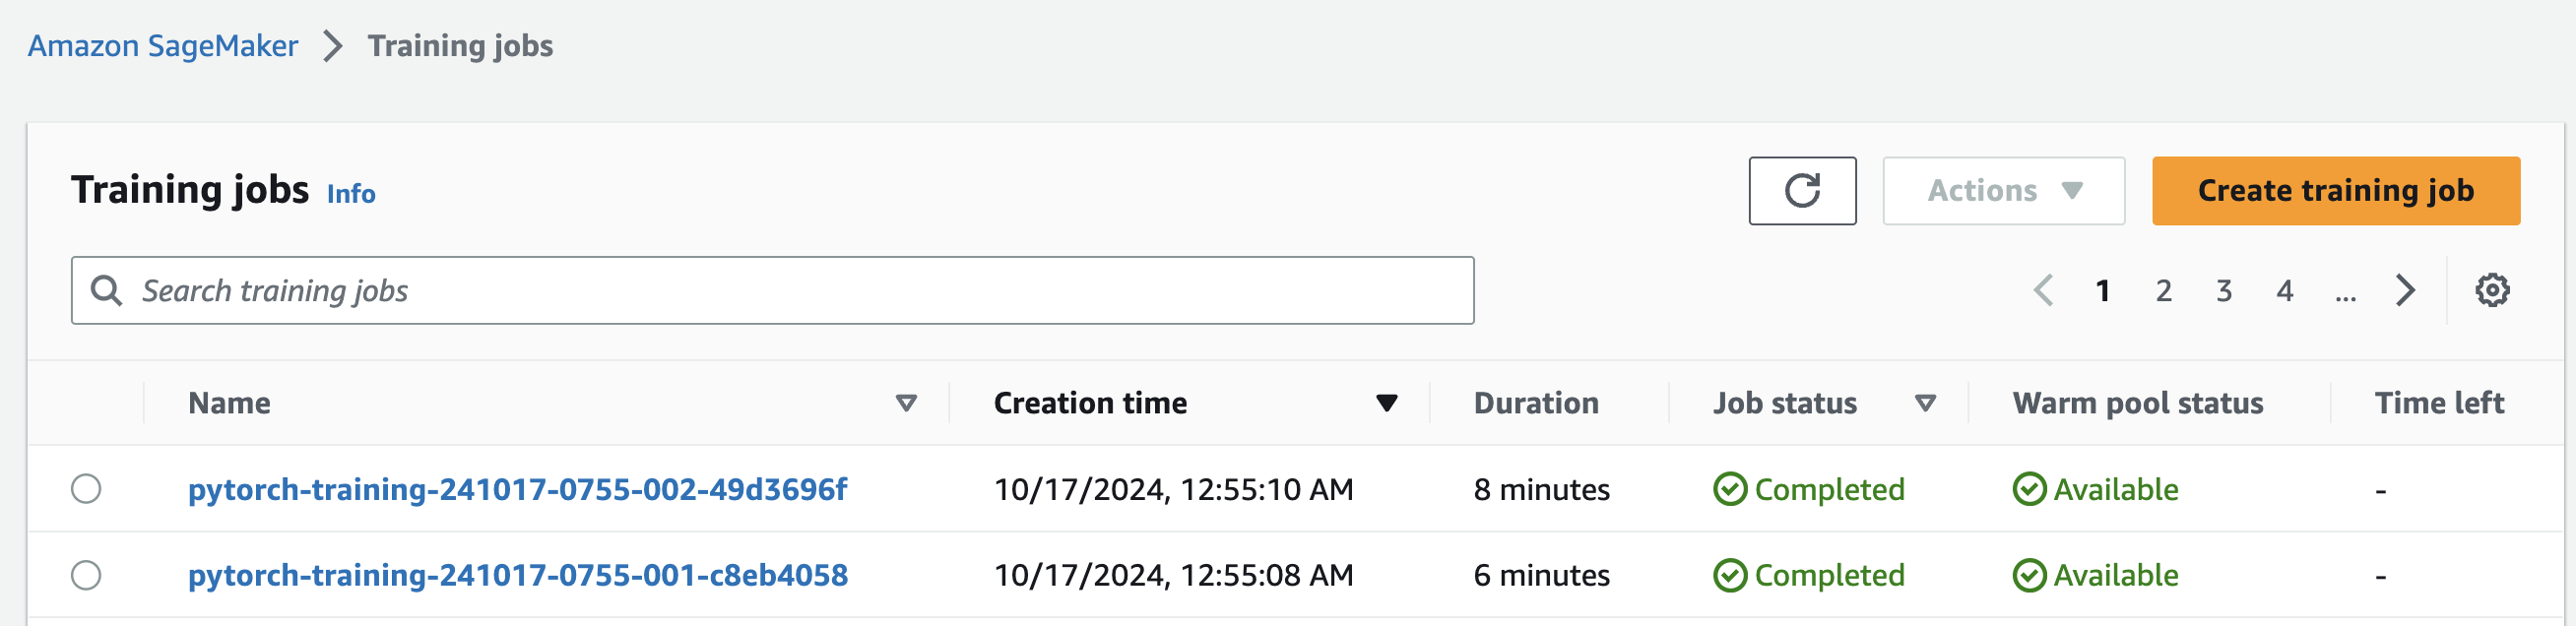 Amazon SageMaker > Training jobs
Training jobs Info
Actions
Create training job
Search training jobs
1 2 3 4 ...
Name Creation time Duration Job status Warm pool status Time left
pytorch-training-241017-0755-002-49d3696f 10/17/2024, 12:55:10 AM 8 minutes Completed Available -
pytorch-training-241017-0755-001-c8eb4058 10/17/2024, 12:55:08 AM 6 minutes Completed Available -